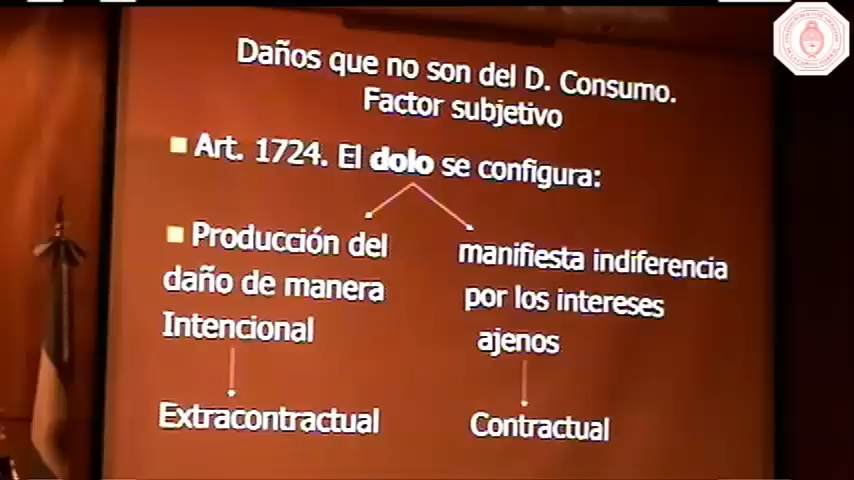 Daños que no son del D. Consumo.
Factor subjetivo
Art. 1724. El dolo se configura:
Producción del
daño de manera
Intencional
manifiesta indiferencia
por los intereses
ajenos
Extracontractual
Contractual